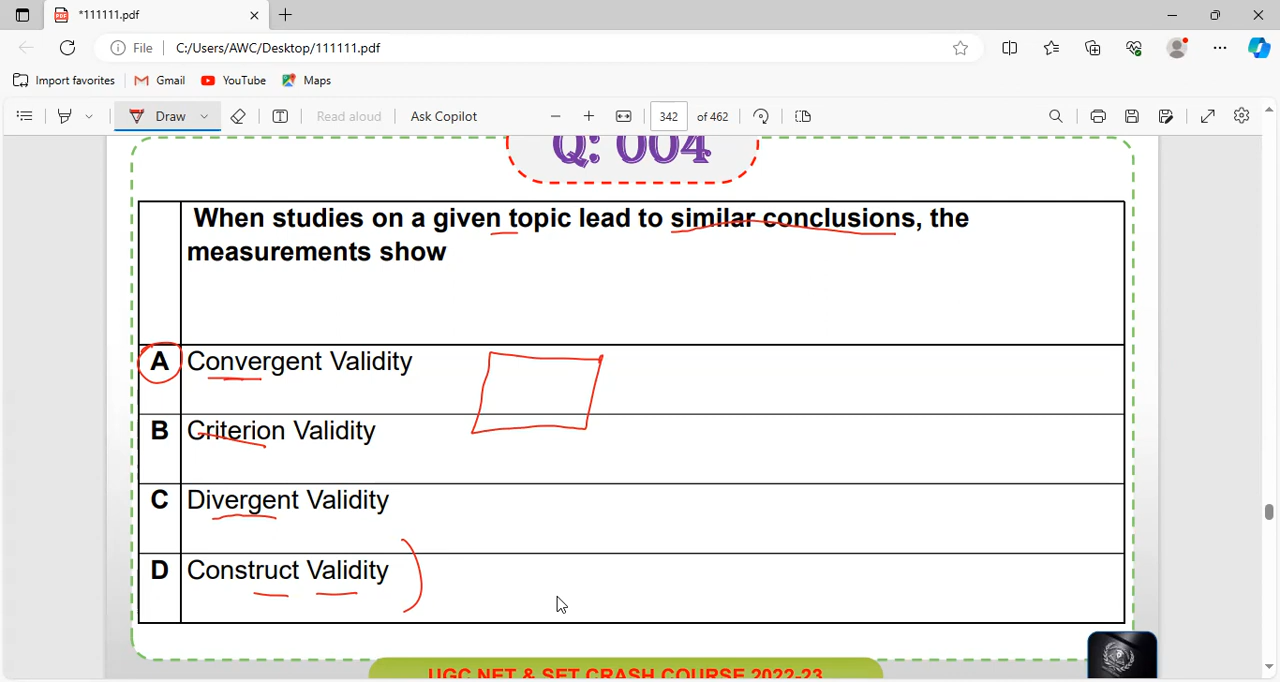 *111111.pdf
File C:/Users/AWC/Desktop/111111.pdf
Import favorites Gmail YouTube Maps
Draw Read aloud Ask Copilot 342 of 462
Q: 004
When studies on a given topic lead to similar conclusions, the
measurements show
A Convergent Validity
B Criterion Validity
C Divergent Validity
D Construct Validity
UGC NET & SET CRASH COURSE 2022-23